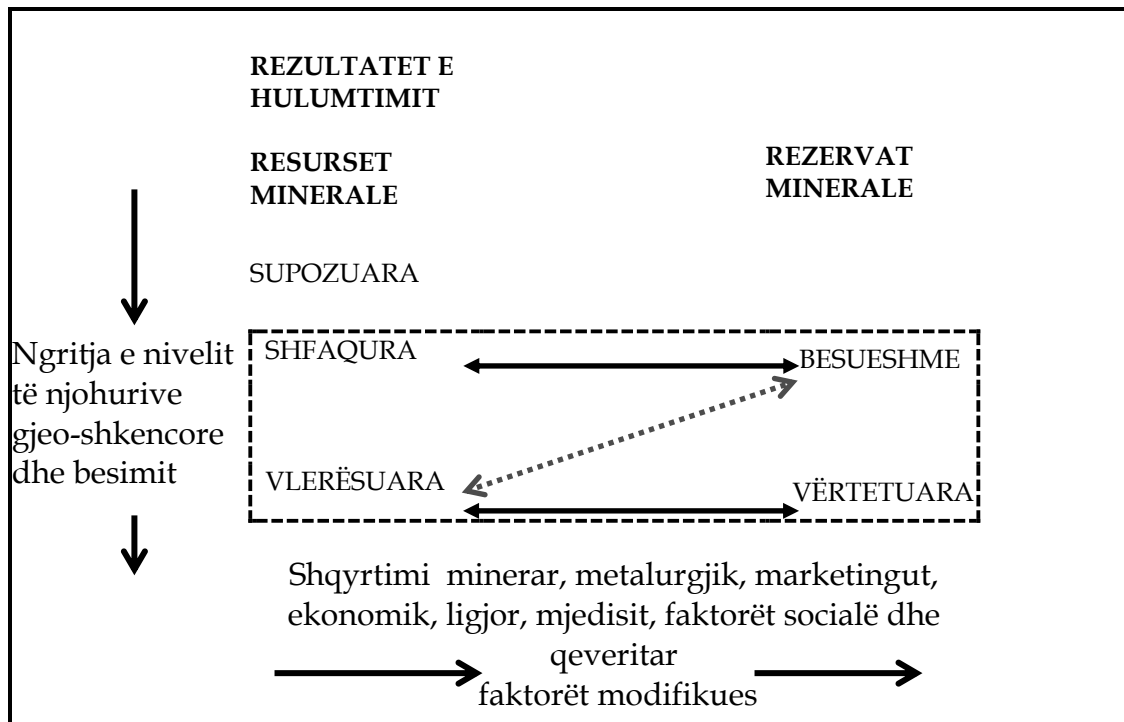 REZULTATET E
HULUMTIMIT
RESURSET
MINERALE
REZERVAT
MINERALE
SUPOZUARA
Ngritja e nivelit
të njohurive
gjeo-shkencore
dhe besimit
SHFAQURA
BESUESHME
VLERËSUARA
VËRTETUARA
Shqyrtimi minerar, metalurgjik, marketingut,
ekonomik, ligjor, mjedisit, faktorët socialë dhe
qeveritar
faktorët modifikues